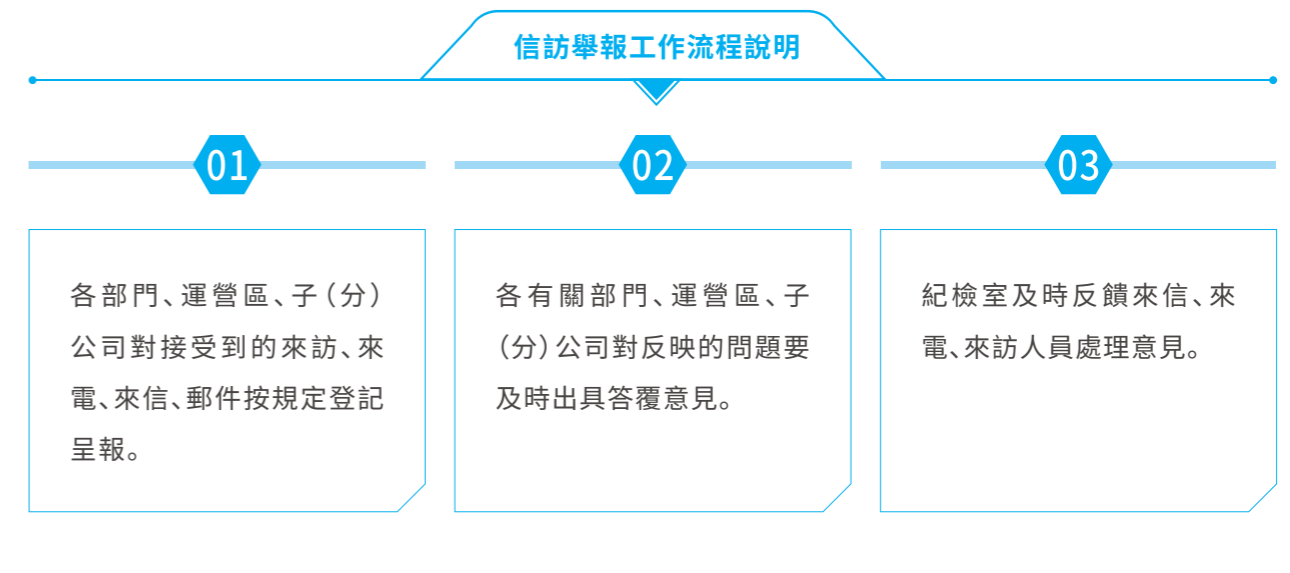 信訪舉報工作流程說明
01
各部門、運營區、子（分）
公司對接受到的來訪、來
電、來信、郵件按規定登記
呈報。
02
各有關部門、運營區、子
（分）公司對反映的問題要
及時出具答覆意見。
03
紀檢室及時反饋來信、來
電、來訪人員處理意見。